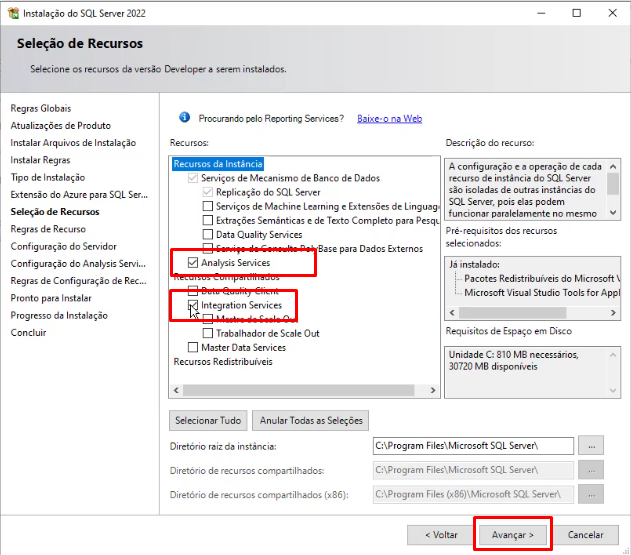 Instalação do SQL Server 2022
Seleção de Recursos
Selecione os recursos da versão Developer a serem instalados.
Regras Globais
Atualizações de Produto
Instalar Arquivos de Instalação
Instalar Regras
Tipo de Instalação
Extensão do Azure para SQL Ser...
Seleção de Recursos
Regras de Recurso
Configuração do Servidor
Configuração do Analysis Servi...
Regras de Configuração de Rec...
Pronto para Instalar
Progresso da Instalação
Concluir
Procurando pelo Reporting Services? Baixe-o na Web
Recursos:
Recursos da Instância
Serviços de Mecanismo de Banco de Dados
Replicação do SQL Server
Serviços de Machine Learning e Extensões de Linguage
Extrações Semânticas e de Texto Completo para Pesqu
Data Quality Services
Serviço de Consulta PolyBase para Dados Externos
Analysis Services
Recursos Compartilhados
Data Quality Client
Integration Services
Mestre de Scale Out
Trabalhador de Scale Out
Master Data Services
Recursos Redistribuíveis
Descrição do recurso:
A configuração e a operação de cada
recurso de instância do SQL Server
são isoladas de outras instâncias do
SQL Server, pois elas podem
funcionar paralelamente no mesmo
Pré-requisitos dos recursos
selecionados:
Já instalado:
Pacotes Redistribuíveis do Microsoft V
Microsoft Visual Studio Tools for Appl
Requisitos de Espaço em Disco
Unidade C: 810 MB necessários,
30720 MB disponíveis
Selecionar Tudo
Anular Todas as Seleções
Diretório raiz da instância:
C:\Program Files\Microsoft SQL Server\
...
Diretório de recursos compartilhados:
C:\Program Files\Microsoft SQL Server\
...
Diretório de recursos compartilhados (x86):
C:\Program Files (x86)\Microsoft SQL Server\
...
< Voltar
Avançar >
Cancelar